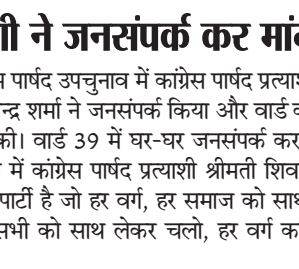 ी ने जनसंपर्क कर मां
पार्षद उपचुनाव में कांग्रेस पार्षद प्रत्या
न्द्र शर्मा ने जनसंपर्क किया और वार्ड
की। वार्ड 39 में घर-घर जनसंपर्क कर
में कांग्रेस पार्षद प्रत्याशी श्रीमती शिव
पार्टी है जो हर वर्ग, हर समाज को सा
सभी को साथ लेकर चलो, हर वर्ग क